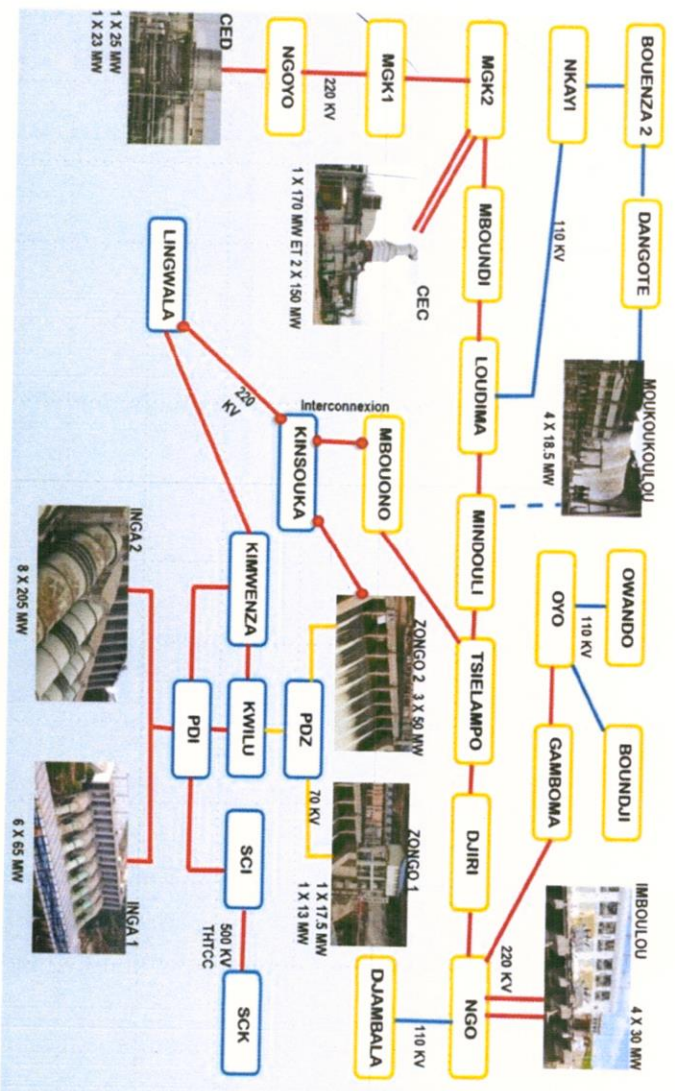 BOUENZA 2
DANGOTE
MOUKOUKOULOU
4 X 18.5 MW
OWANDO
BOUNDJI
IMBOULOU
4 X 30 MW
NKAYI
110 KV
OYO
110 KV
GAMBOMA
220 KV
MGK2
MBOUNDI
LOUDIMA
MINDOULI
TSIELAMPO
DJIRI
NGO
110 KV
DJAMBALA
MGK1
CEC
1 X 170 MW ET 2 X 150 MW
MBOUONO
Interconnexion
220 KV
NGOYO
KINSOUKA
220
KV
ZONGO 2
3 X 50 MW
ZONGO 1
1 X 17.5 MW
1 X 13 MW
70 KV
PDZ
CED
1 X 25 MW
1 X 23 MW
LINGWALA
KIMWENZA
KWILU
SCI
500 KV
THTCC
SCK
PDI
INGA 2
8 X 205 MW
INGA 1
6 X 65 MW